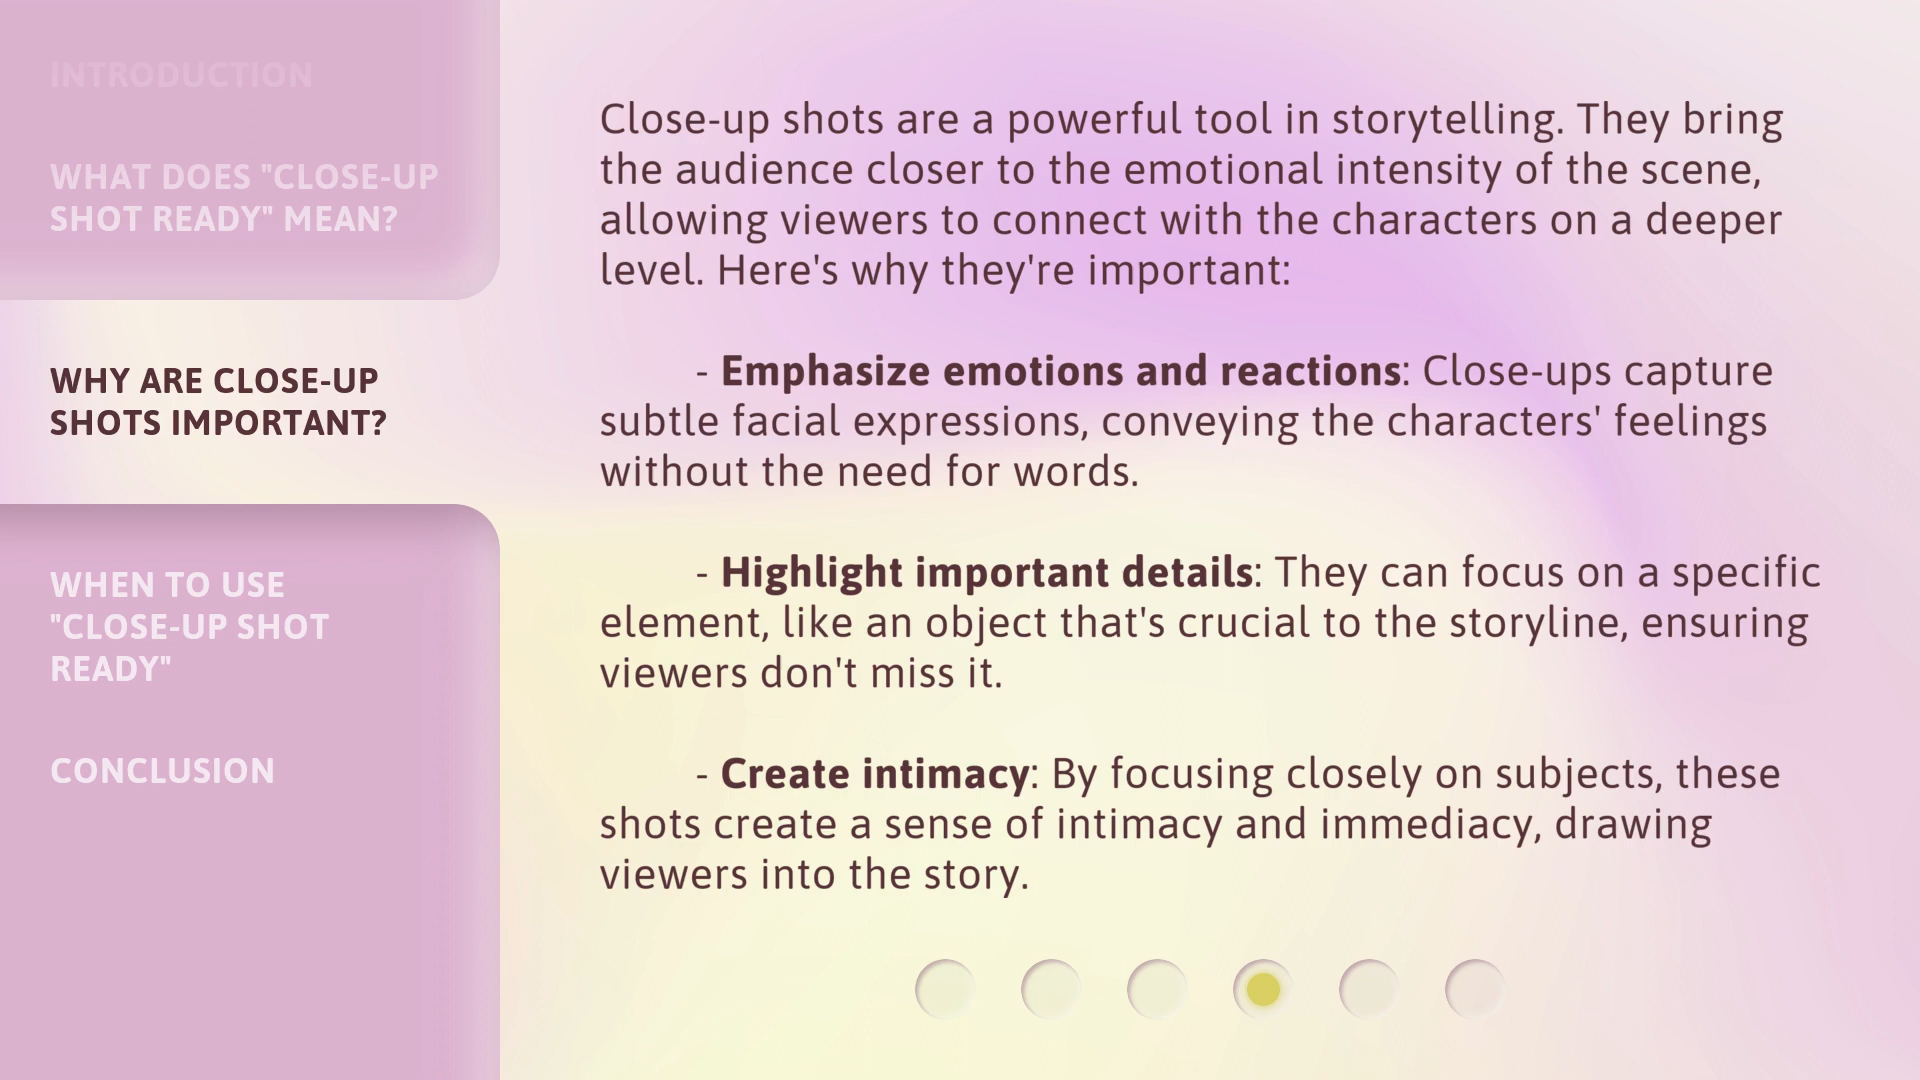 INTRODUCTION
WHAT DOES "CLOSE-UP
SHOT READY" MEAN?
WHY ARE CLOSE-UP
SHOTS IMPORTANT?
WHEN TO USE
"CLOSE-UP SHOT
READY"
CONCLUSION
Close-up shots are a powerful tool in storytelling. They bring
the audience closer to the emotional intensity of the scene,
allowing viewers to connect with the characters on a deeper
level. Here's why they're important:
- Emphasize emotions and reactions: Close-ups capture
subtle facial expressions, conveying the characters' feelings
without the need for words.
- Highlight important details: They can focus on a specific
element, like an object that's crucial to the storyline, ensuring
viewers don't miss it.
- Create intimacy: By focusing closely on subjects, these
shots create a sense of intimacy and immediacy, drawing
viewers into the story.